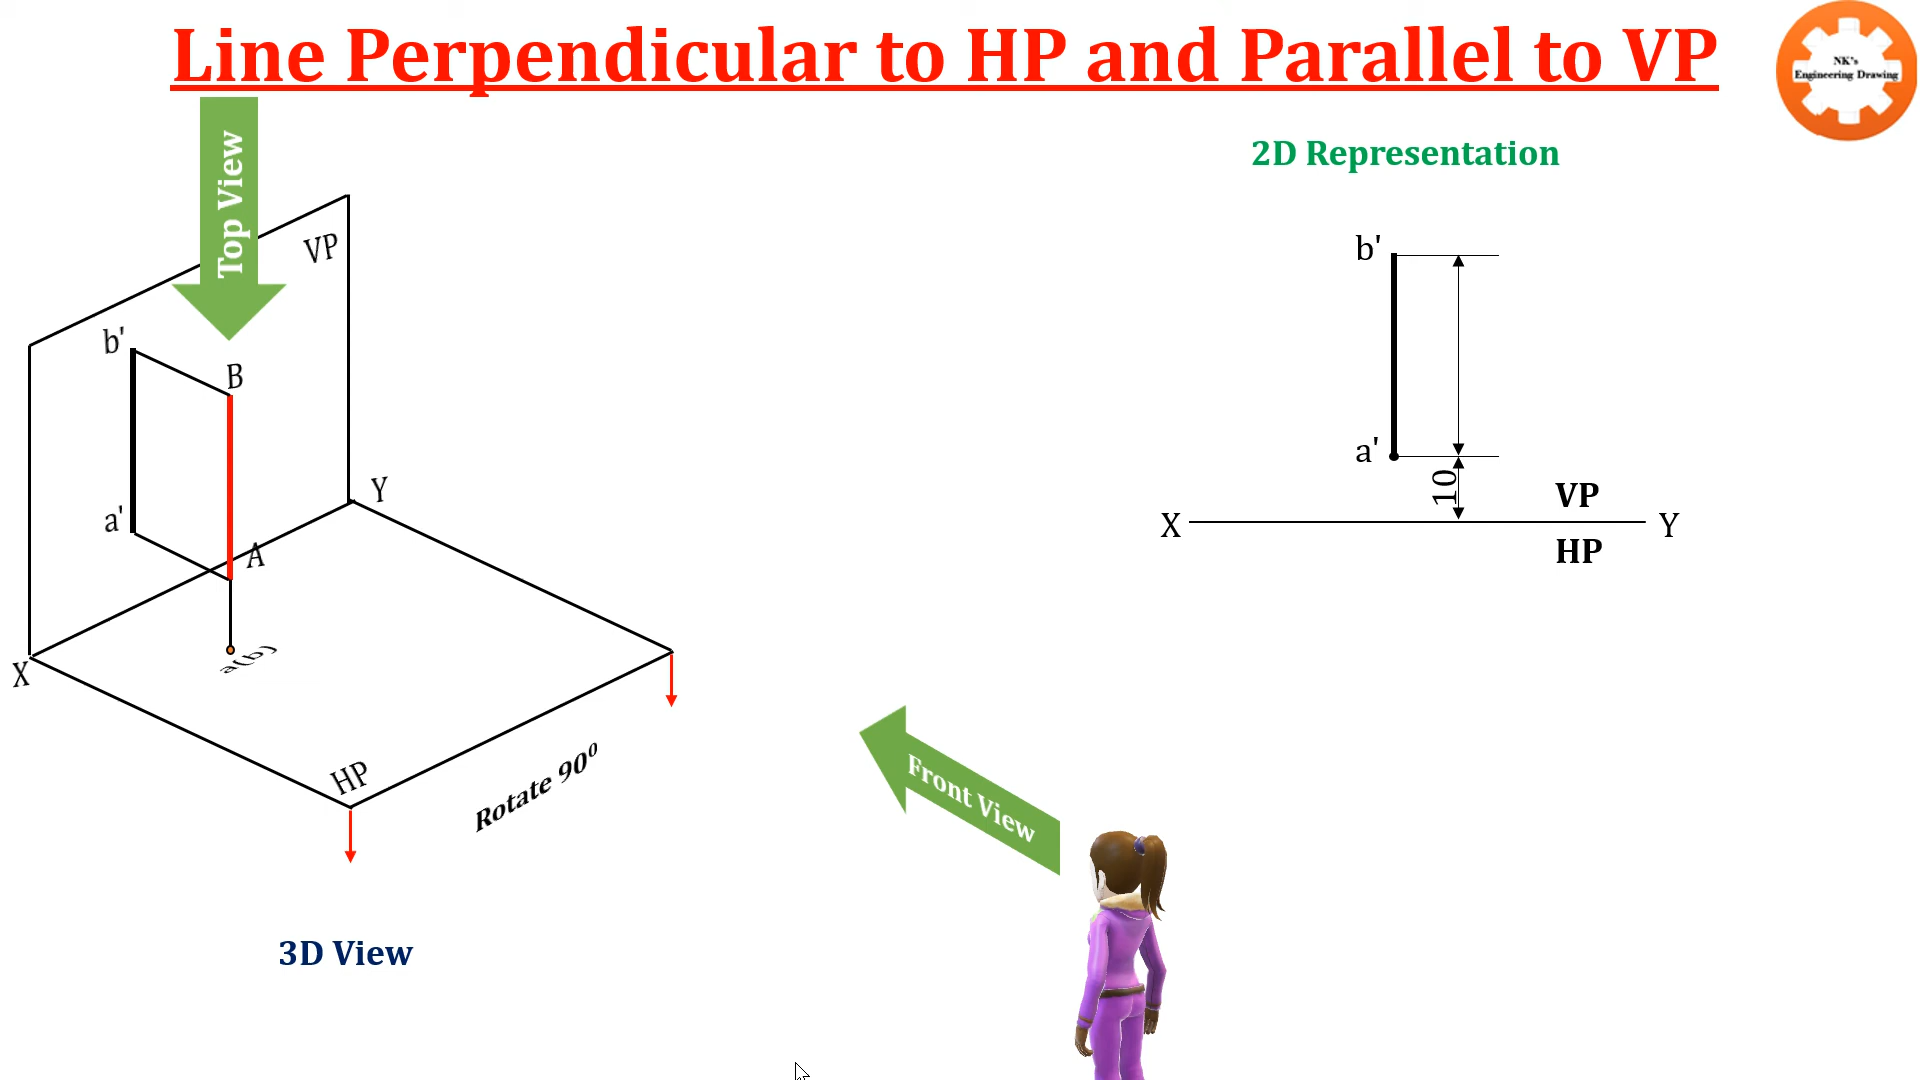 Line Perpendicular to HP and Parallel to VP
NK's
Engineering Drawing
Top View
2D Representation
VP
b'
B
a'
A
Y
X
a(b)
HP
Rotate 90⁰
3D View
b'
a'
10
VP
X
Y
HP
Front View